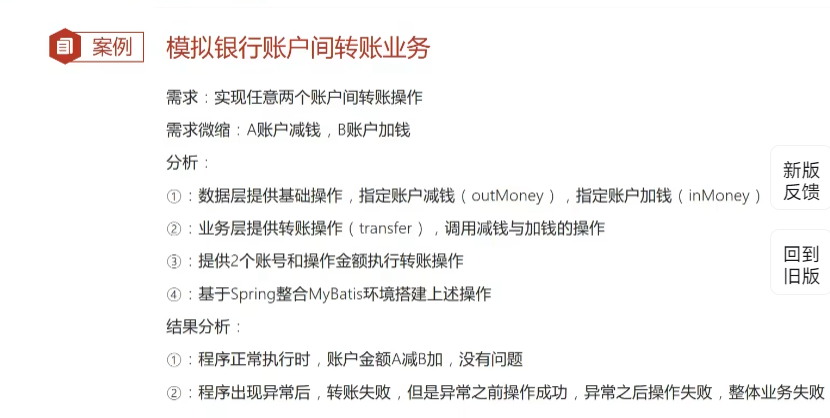 案例 模拟银行账户间转账业务
需求：实现任意两个账户间转账操作
需求微缩：A账户减钱，B账户加钱
分析：
①：数据层提供基础操作，指定账户减钱（outMoney），指定账户加钱（inMoney）
②：业务层提供转账操作（transfer），调用减钱与加钱的操作
③：提供2个账号和操作金额执行转账操作
④：基于Spring整合MyBatis环境搭建上述操作
结果分析：
①：程序正常执行时，账户金额A减B加，没有问题
②：程序出现异常后，转账失败，但是异常之前操作成功，异常之后操作失败，整体业务失败
新版
反馈
回到
旧版